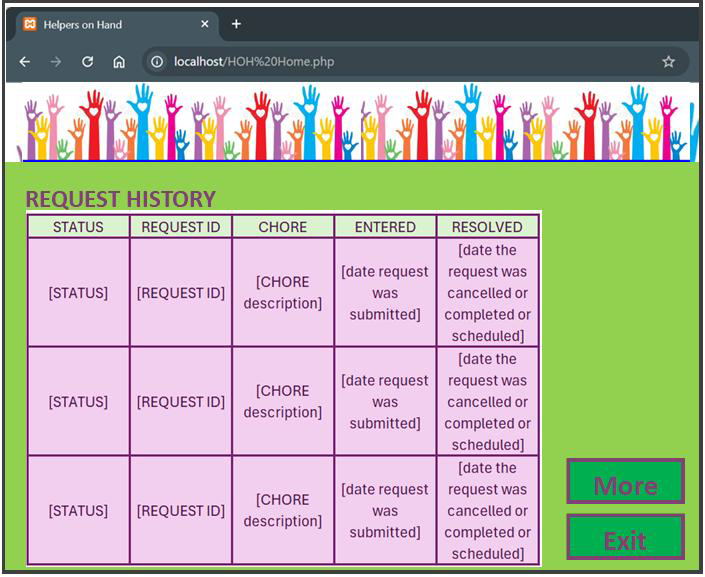 Helpers on Hand
localhost/HOH%20Home.php
REQUEST HISTORY
STATUS REQUEST ID CHORE ENTERED RESOLVED
[STATUS]
[REQUEST ID]
[CHORE
description]
[date request
was
submitted]
[date the
request was
cancelled or
completed or
scheduled]
[STATUS]
[REQUEST ID]
[CHORE
description]
[date request
was
submitted]
[date the
request was
cancelled or
completed or
scheduled]
[STATUS]
[REQUEST ID]
[CHORE
description]
[date request
was
submitted]
[date the
request was
cancelled or
completed or
scheduled]
More
Exit